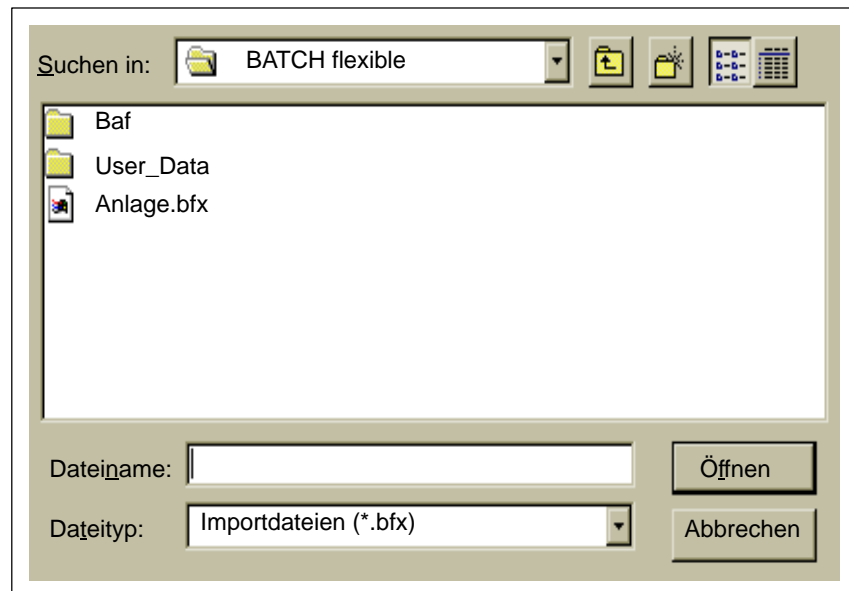 Suchen in: BATCH flexible
Baf
User_Data
Anlage.bfx
Dateiname: Öffnen
Dateityp: Importdateien (*.bfx) Abbrechen